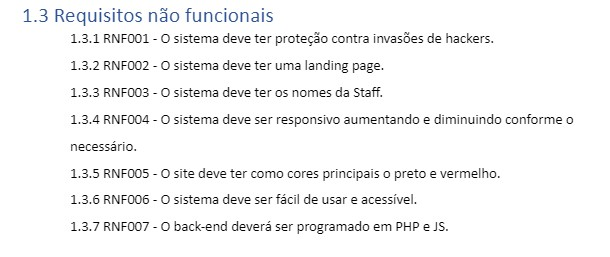 1.3 Requisitos não funcionais
1.3.1 RNF001 - O sistema deve ter proteção contra invasões de hackers.
1.3.2 RNF002 - O sistema deve ter uma landing page.
1.3.3 RNF003 - O sistema deve ter os nomes da Staff.
1.3.4 RNF004 - O sistema deve ser responsivo aumentando e diminuindo conforme o
necessário.
1.3.5 RNF005 - O site deve ter como cores principais o preto e vermelho.
1.3.6 RNF006 - O sistema deve ser fácil de usar e acessível.
1.3.7 RNF007 - O back-end deverá ser programado em PHP e JS.